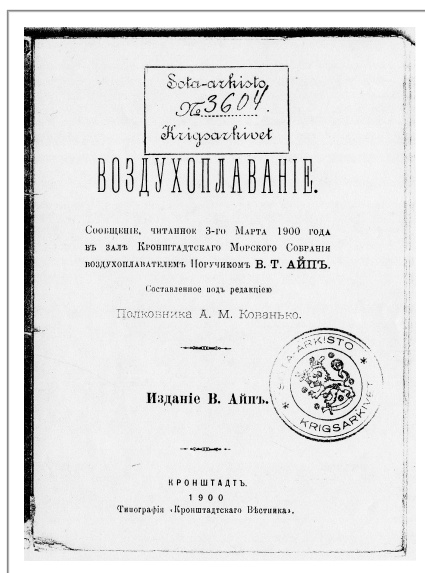 Sota-arkisto
№ 3604.
Krigsarkivet
ВОЗДУХОПЛАВАНІЕ.
Сообщеніе, читанное 3-го Марта 1900 года
въ залѣ Кронштадтскаго Морского Собранія
воздухоплавателемъ Поручикомъ В. Т. АЙПЪ.
Составленное подъ редакціею
Полковника А. М. Кованько.
Изданіе В. Айпъ.
SOTA-ARKISTO
* KRIGSARKIVET *
КРОНШТАДТЪ.
1900
Типографія «Кронштадтскаго Вѣстника».